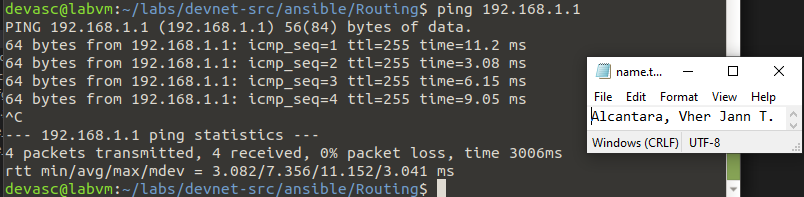 devasc@labvm:~/labs/devnet-src/ansible/Routing$ ping 192.168.1.1
PING 192.168.1.1 (192.168.1.1) 56(84) bytes of data.
64 bytes from 192.168.1.1: icmp_seq=1 ttl=255 time=11.2 ms
64 bytes from 192.168.1.1: icmp_seq=2 ttl=255 time=3.08 ms
64 bytes from 192.168.1.1: icmp_seq=3 ttl=255 time=6.15 ms
64 bytes from 192.168.1.1: icmp_seq=4 ttl=255 time=9.05 ms
^C
--- 192.168.1.1 ping statistics ---
4 packets transmitted, 4 received, 0% packet loss, time 3006ms
rtt min/avg/max/mdev = 3.082/7.356/11.152/3.041 ms
devasc@labvm:~/labs/devnet-src/ansible/Routing$
name.t...
File Edit Format View Help
Alcantara, Vher Jann T.
Windows (CRLF) UTF-8